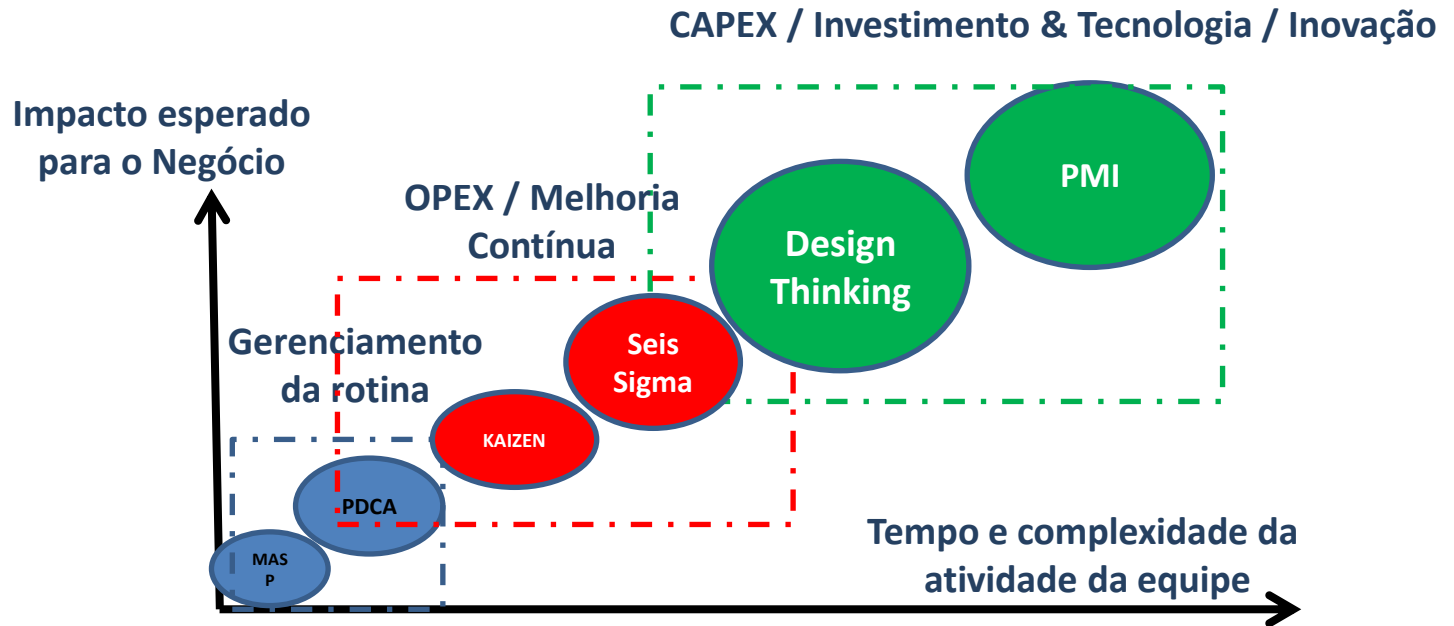 CAPEX / Investimento & Tecnologia / Inovação
Impacto esperado
para o Negócio
PMI
OPEX / Melhoria
Contínua
Design
Thinking
Gerenciamento
da rotina
Seis
Sigma
KAIZEN
PDCA
MAS
P
Tempo e complexidade da
atividade da equipe